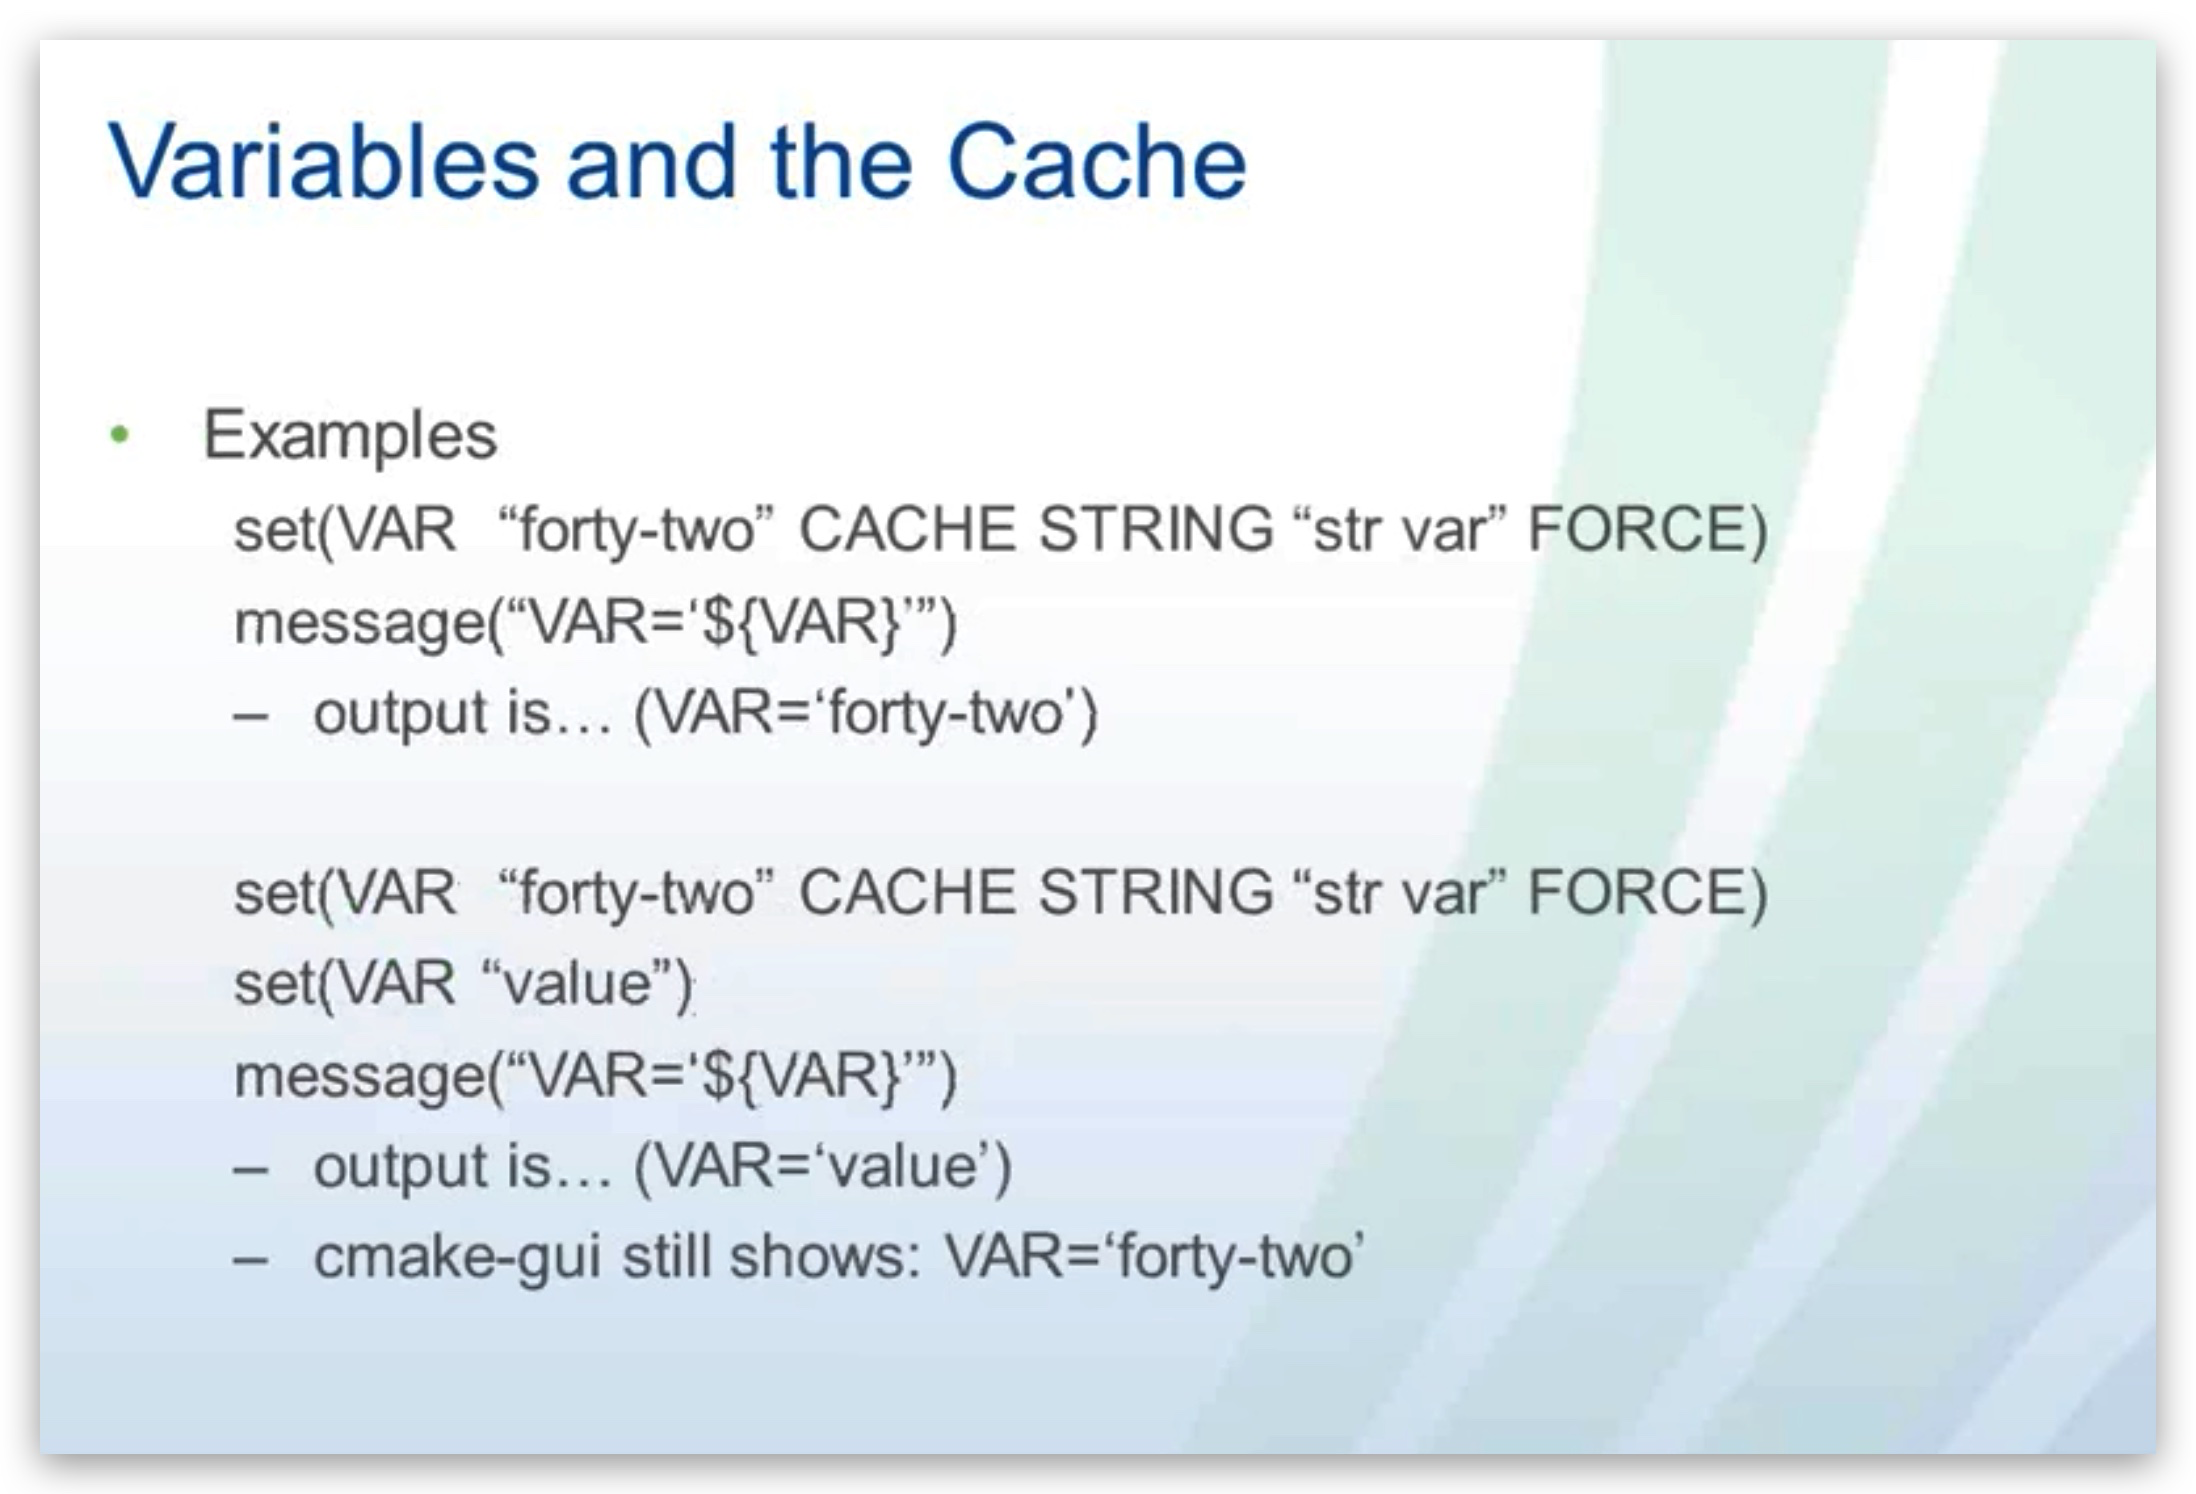 Variables and the Cache
• Examples
set(VAR “forty-two” CACHE STRING “str var” FORCE)
message(“VAR=‘${VAR}’”)
– output is… (VAR=‘forty-two’)
set(VAR “forty-two” CACHE STRING “str var” FORCE)
set(VAR “value”)
message(“VAR=‘${VAR}’”)
– output is… (VAR=‘value’)
– cmake-gui still shows: VAR=‘forty-two’